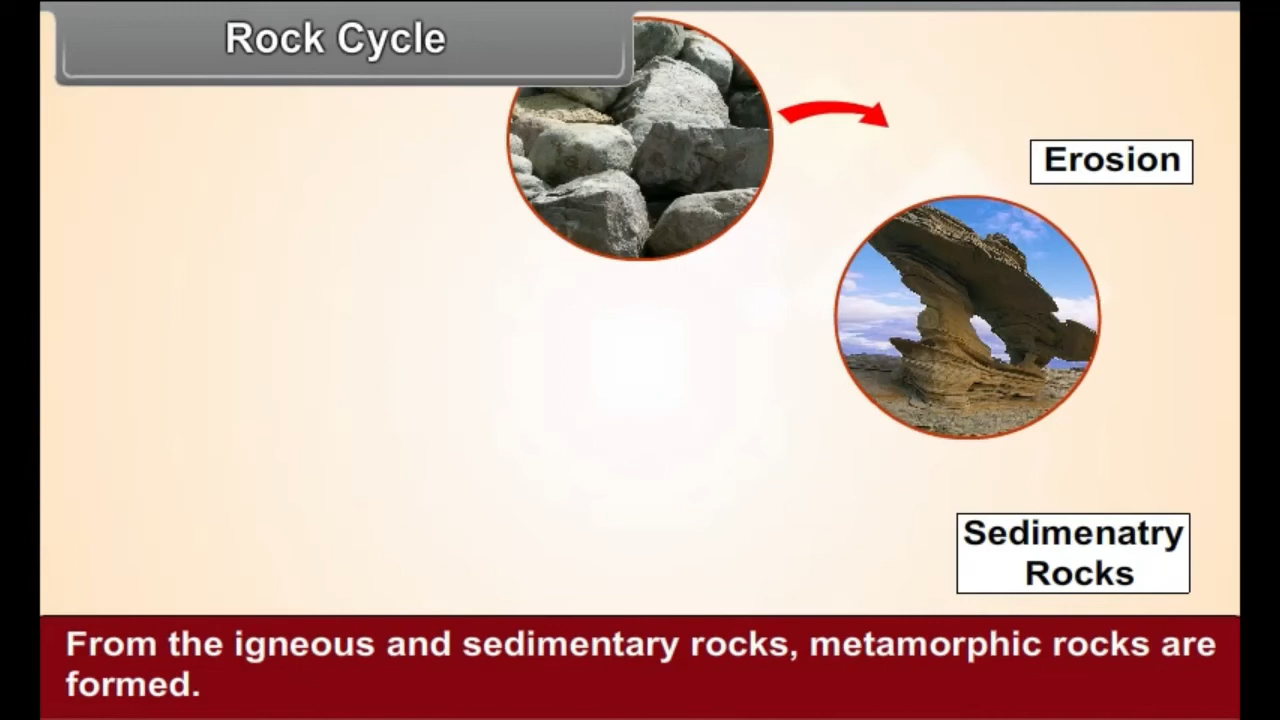 Rock Cycle
Erosion
Sedimenatry
Rocks
From the igneous and sedimentary rocks, metamorphic rocks are
formed.